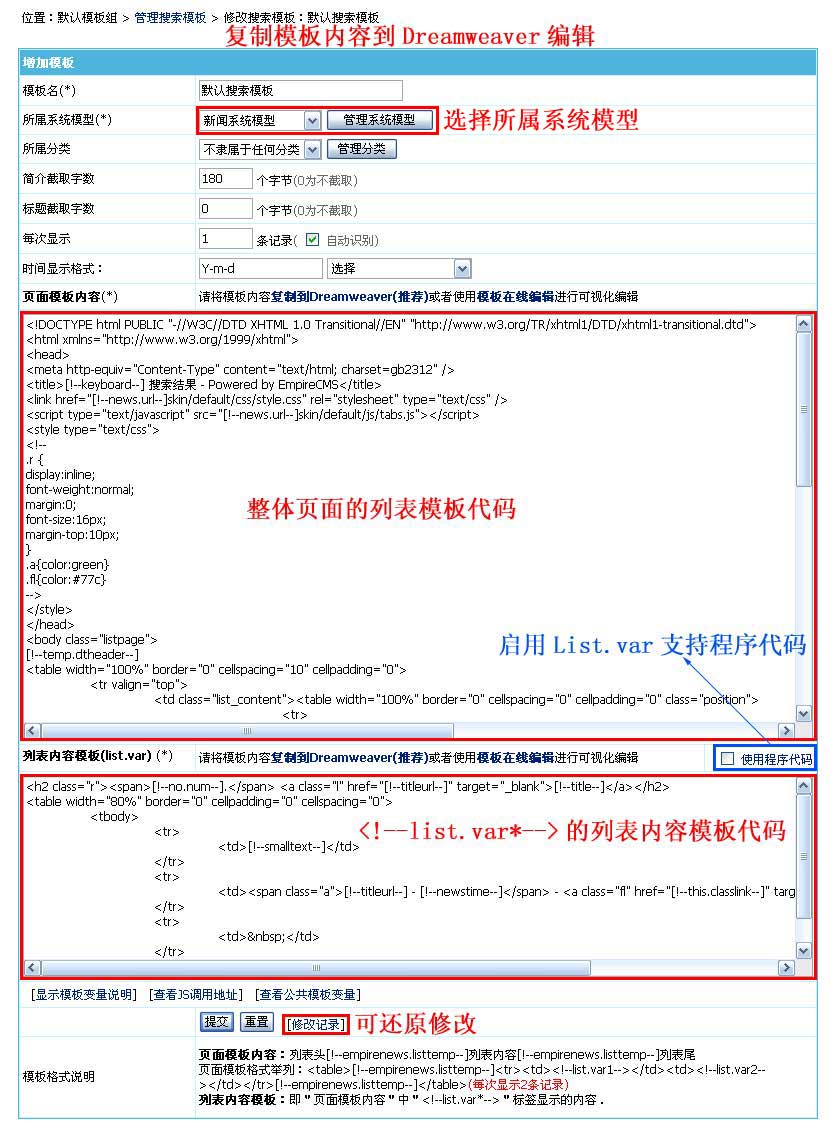 位置：默认模板组 > 管理搜索模板 > 修改搜索模板：默认搜索模板
复制模板内容到 Dreamweaver 编辑
增加模板
模板名(*) 默认搜索模板
所属系统模型(*) 新闻系统模型 管理系统模型 选择所属系统模型
所属分类 不隶属于任何分类 管理分类
简介截取字数 180 个字节(0为不截取)
标题截取字数 0 个字节(0为不截取)
每次显示 1 条记录( 自动识别)
时间显示格式： Y-m-d 选择
页面模板内容(*) 请将模板内容复制到Dreamweaver(推荐)或者使用模板在线编辑进行可视化编辑
<!DOCTYPE html PUBLIC "-//W3C//DTD XHTML 1.0 Transitional//EN" "http://www.w3.org/TR/xhtml1/DTD/xhtml1-transitional.dtd">
<html xmlns="http://www.w3.org/1999/xhtml">
<head>
<meta http-equiv="Content-Type" content="text/html; charset=gb2312" />
<title>[!--keyboard--] 搜索结果 - Powered by EmpireCMS</title>
<link href="[!--news.url--]skin/default/css/style.css" rel="stylesheet" type="text/css" />
<script type="text/javascript" src="[!--news.url--]skin/default/js/tabs.js"></script>
<style type="text/css">
<!--
.r {
display:inline;
font-weight:normal;
margin:0;
font-size:16px;
margin-top:10px;
}
.a{color:green}
.fl{color:#77c}
-->
</style>
</head>
<body class="listpage">
[!--temp.dtheader--]
<table width="100%" border="0" cellspacing="10" cellpadding="0">
<tr valign="top">
<td class="list_content"><table width="100%" border="0" cellspacing="0" cellpadding="0" class="position">
<tr>
整体页面的列表模板代码
启用 List.var 支持程序代码
列表内容模板(list.var) (*) 请将模板内容复制到Dreamweaver(推荐)或者使用模板在线编辑进行可视化编辑 使用程序代码
<h2 class="r"><span>[!--no.num--].</span> <a class="l" href="[!--titleurl--]" target="_blank">[!--title--]</a></h2>
<table width="80%" border="0" cellpadding="0" cellspacing="0">
<tbody>
<tr>
<td>[!--smalltext--]</td>
</tr>
<tr>
<td><span class="a">[!--titleurl--] - [!--newstime--]</span> - <a class="fl" href="[!--this.classlink--]" targ
</tr>
<tr>
<td>&nbsp;</td>
</tr>
<!--list.var*--> 的列表内容模板代码
[显示模板变量说明] [查看JS调用地址] [查看公共模板变量]
提交 重置 [修改记录] 可还原修改
模板格式说明
页面模板内容：列表头[!--empirenews.listtemp--]列表内容[!--empirenews.listtemp--]列表尾
页面模板格式举列：<table>[!--empirenews.listtemp--]<tr><td><!--list.var1--></td><td><!--list.var2--
></td></tr>[!--empirenews.listtemp--]</table>(每次显示2条记录)
列表内容模板：即 " 页面模板内容 " 中 " <!--list.var*--> " 标签显示的内容 .